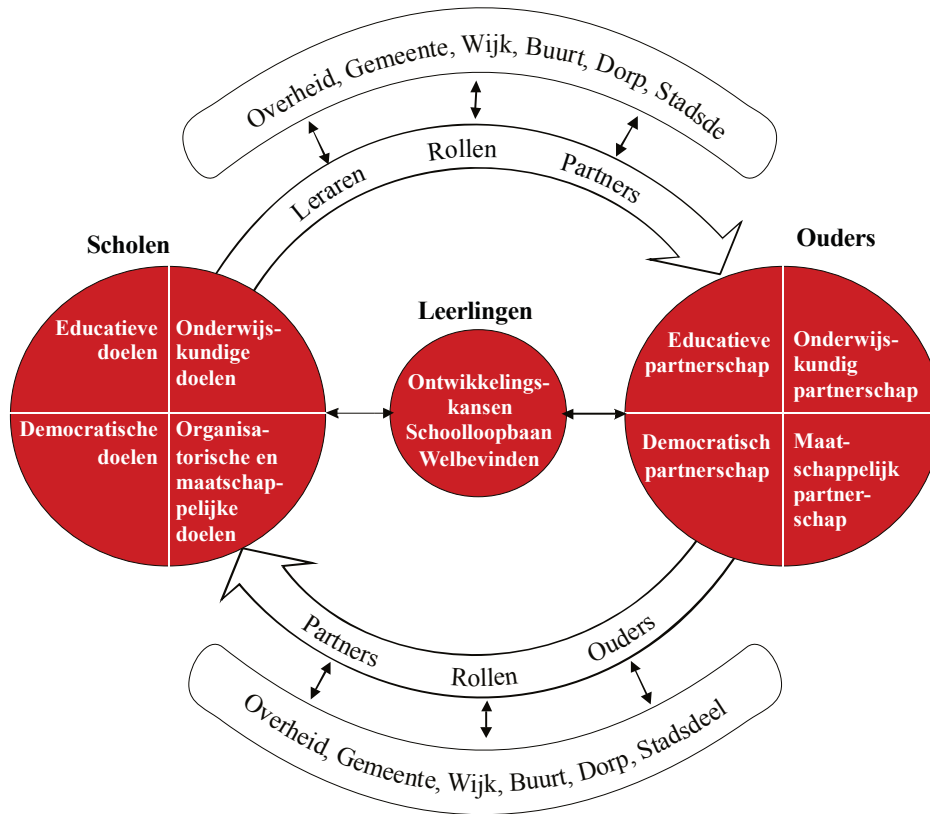 Overheid, Gemeente, Wijk, Buurt, Dorp, Stadsde
Leraren Rollen Partners
Scholen
Ouders
Leerlingen
Educatieve
doelen
Onderwijs-
kundige
doelen
Democratische
doelen
Organisa-
torische en
maatschap-
pelijke
doelen
Ontwikkelings-
kansen
Schoolloopbaan
Welbevinden
Educatieve
partnerschap
Onderwijs-
kundig
partnerschap
Democratisch
partnerschap
Maat-
schappelijk
partner-
schap
Partners Rollen Ouders
Overheid, Gemeente, Wijk, Buurt, Dorp, Stadsdeel